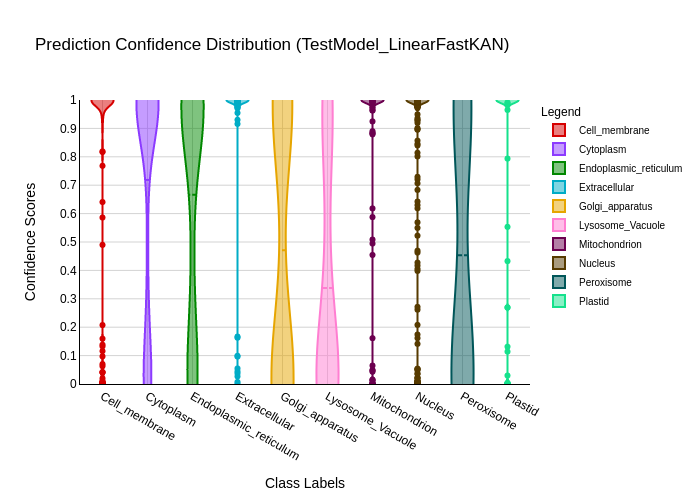 Prediction Confidence Distribution (TestModel_LinearFastKAN)
Legend
Cell_membrane
Cytoplasm
Endoplasmic_reticulum
Extracellular
Golgi_apparatus
Lysosome_Vacuole
Mitochondrion
Nucleus
Peroxisome
Plastid
Confidence Scores
1
0.9
0.8
0.7
0.6
0.5
0.4
0.3
0.2
0.1
0
Cell_membrane
Cytoplasm
Endoplasmic_reticulum
Extracellular
Golgi_apparatus
Lysosome_Vacuole
Mitochondrion
Nucleus
Peroxisome
Plastid
Class Labels